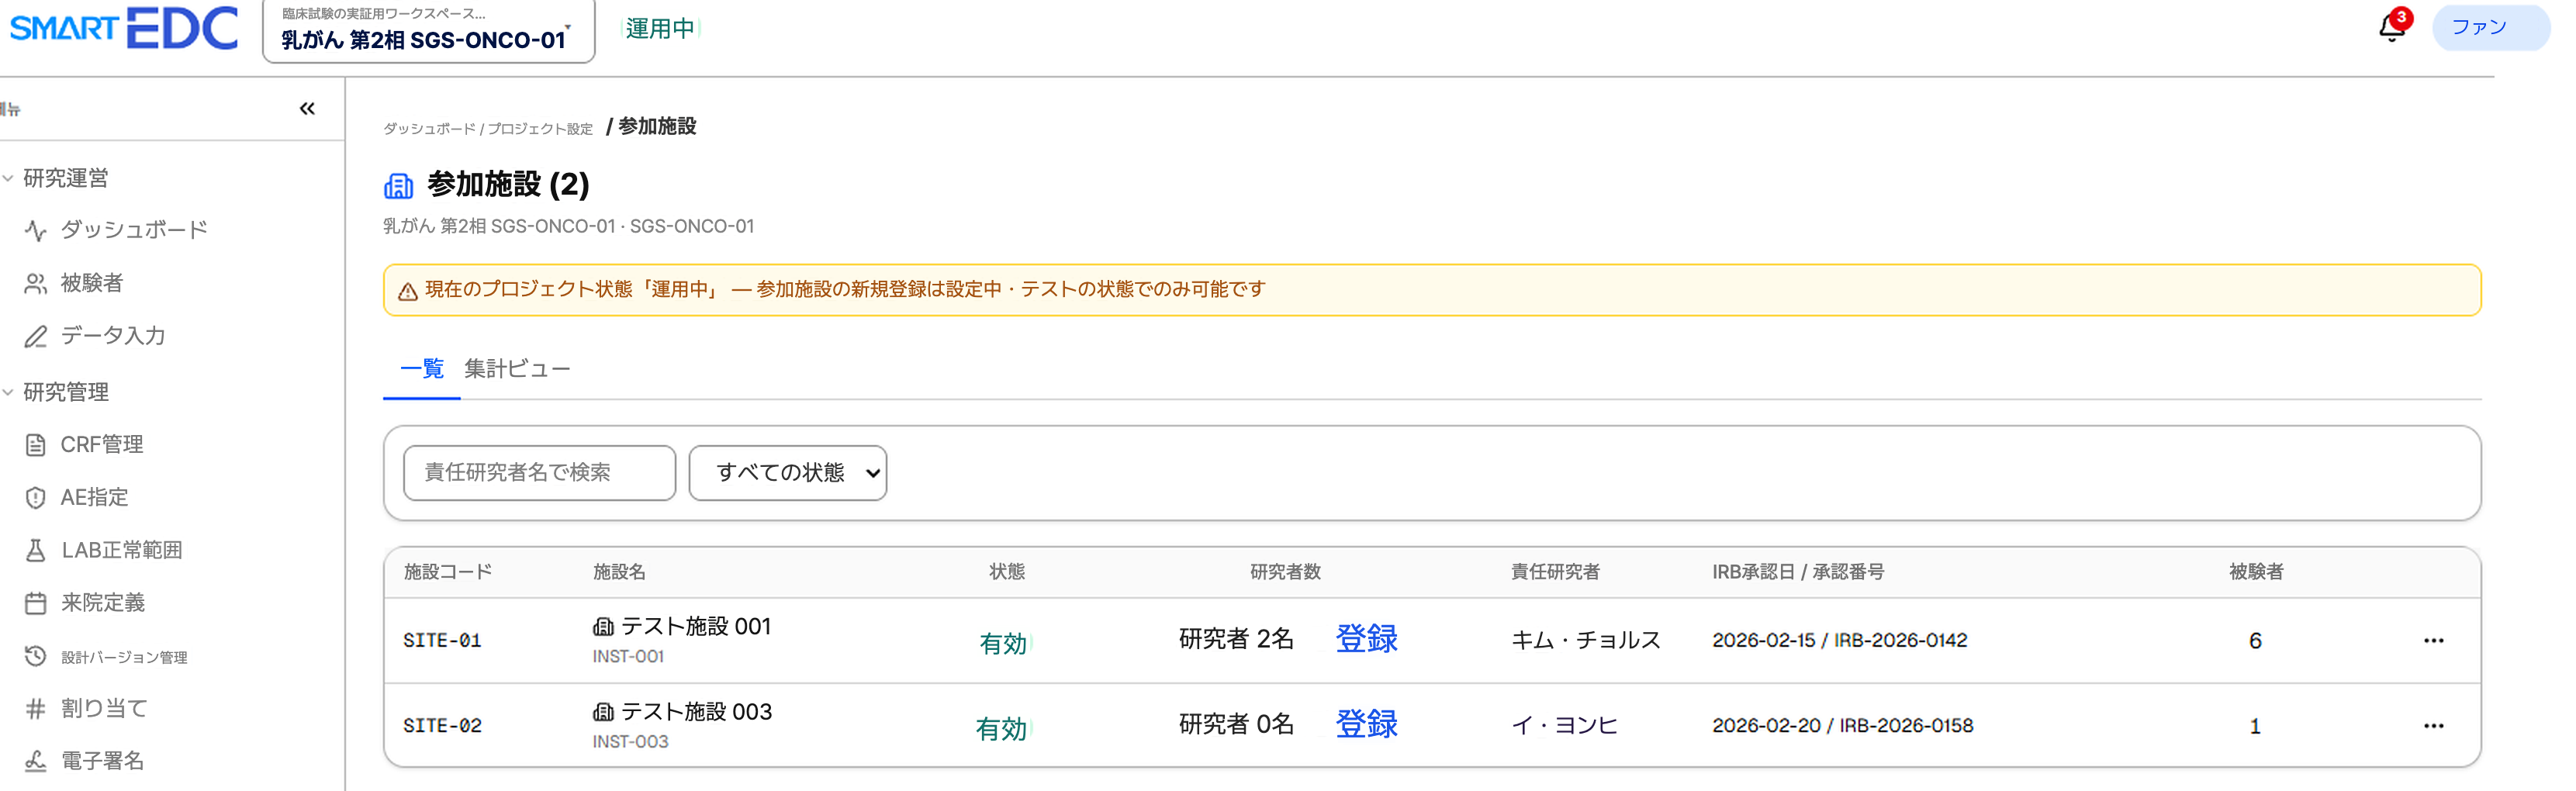 SMART EDC
臨床試験の実証用ワークスペース...
乳がん 第2相 SGS-ONCO-01
運用中
3
ファン
메뉴
ダッシュボード / プロジェクト設定 / 参加施設
参加施設 (2)
乳がん 第2相 SGS-ONCO-01 · SGS-ONCO-01
現在のプロジェクト状態「運用中」 — 参加施設の新規登録は設定中・テストの状態でのみ可能です
一覧 集計ビュー
責任研究者名で検索 すべての状態
施設コード 施設名 状態 研究者数 責任研究者 IRB承認日 / 承認番号 被験者
SITE-01 テスト施設 001 有効 研究者 2名 登録 キム・チョルス 2026-02-15 / IRB-2026-0142 6 ...
INST-001
SITE-02 テスト施設 003 有効 研究者 0名 登録 イ・ヨンヒ 2026-02-20 / IRB-2026-0158 1 ...
INST-003
研究運営
ダッシュボード
被験者
データ入力
研究管理
CRF管理
AE指定
LAB正常範囲
来院定義
設計バージョン管理
割り当て
電子署名